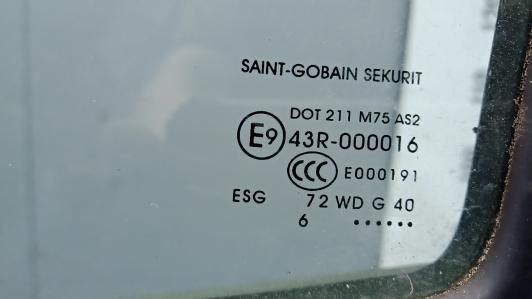 SAINT-GOBAIN SEKURIT
DOT 211 M75 AS2
E9 43R-000016
CCC E000191
ESG 72 WD G 40
6 ••••••